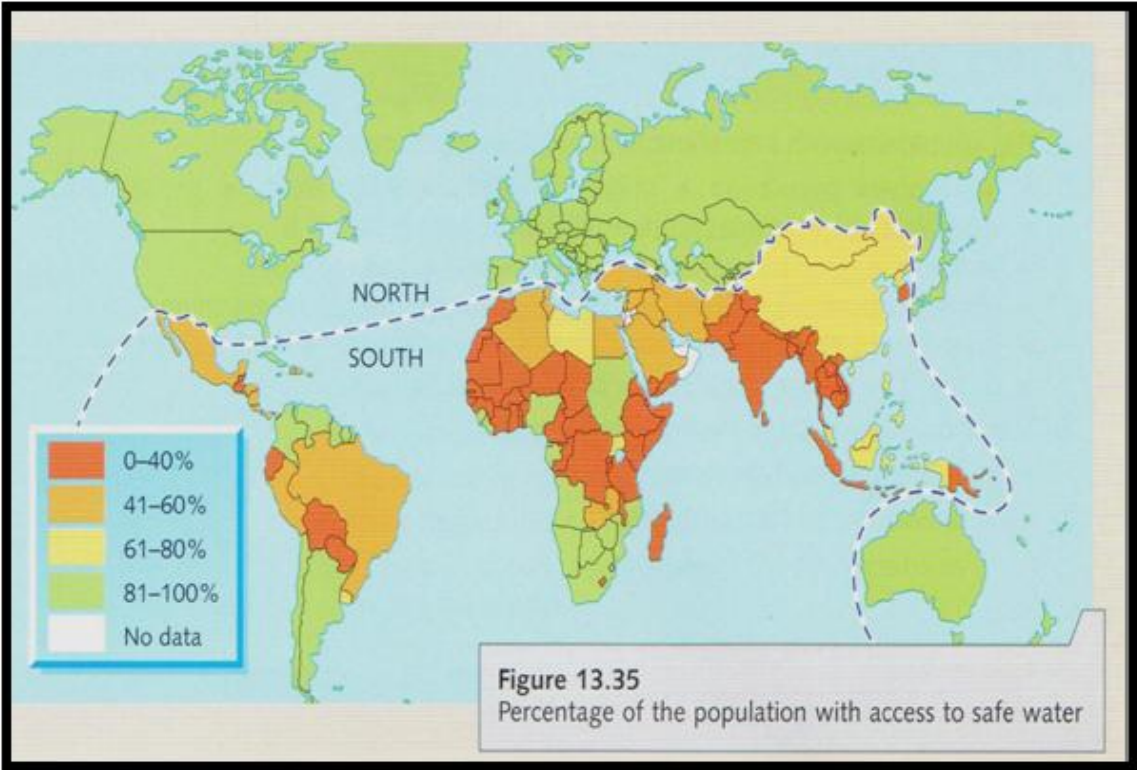 NORTH
SOUTH
0–40%
41–60%
61–80%
81–100%
No data
Figure 13.35
Percentage of the population with access to safe water